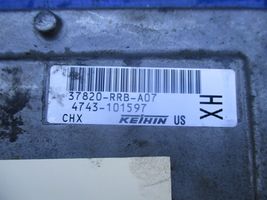 37820-RRB-A07
4743-101597
CHX KEIHIN US
XH